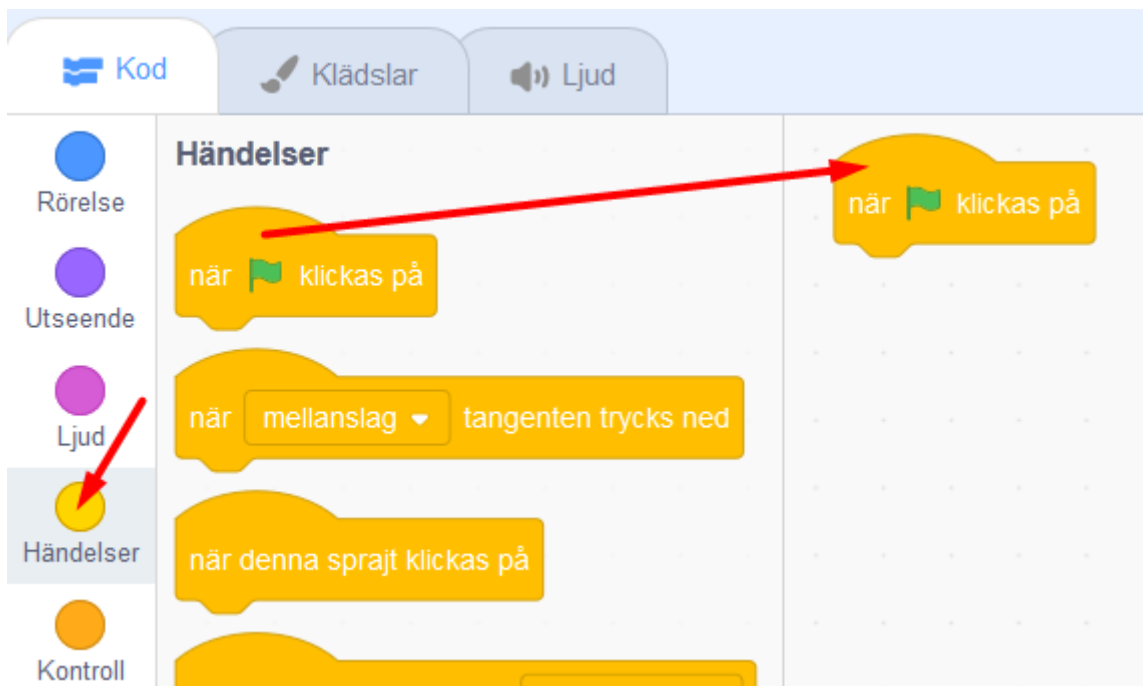 Kod
Klädslar
Ljud
Rörelse
Utseende
Ljud
Händelser
Kontroll
Händelser
när klickas på
när mellanslag tangenten trycks ned
när denna sprajt klickas på
när klickas på